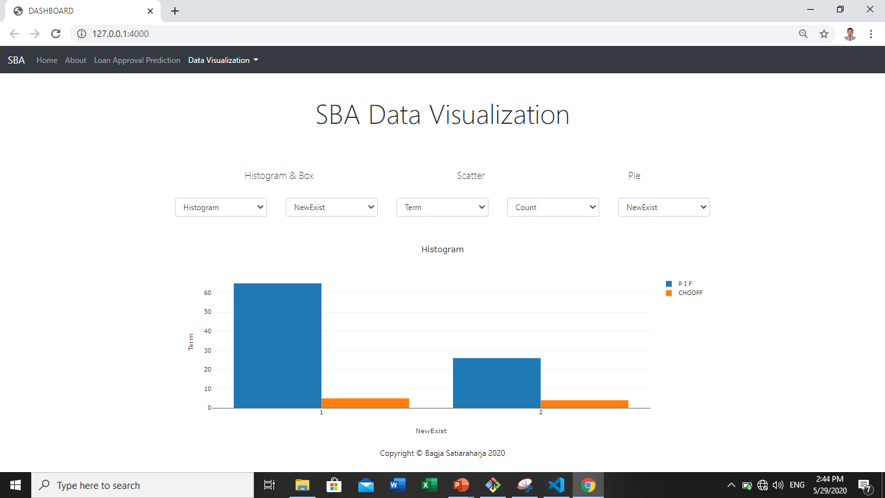 DASHBOARD
127.0.0.1:4000
SBA Home About Loan Approval Prediction Data Visualization
SBA Data Visualization
Histogram & Box Scatter Pie
Histogram NewExist Term Count NewExist
Histogram
P I F
CHGOFF
60
50
40
30
20
10
0
Term
1 2
NewExist
Copyright © Bagja Satiaraharja 2020
Type here to search
ENG
2:44 PM
5/29/2020
7